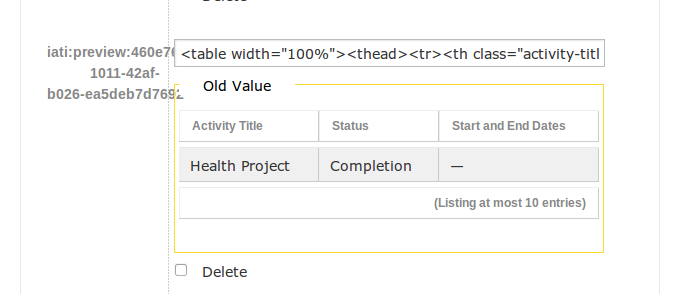 iati:preview:460e76
1011-42af-
b026-ea5deb7d7692
<table width="100%"><thead><tr><th class="activity-titl
Old Value
Activity Title Status Start and End Dates
Health Project Completion —
(Listing at most 10 entries)
Delete